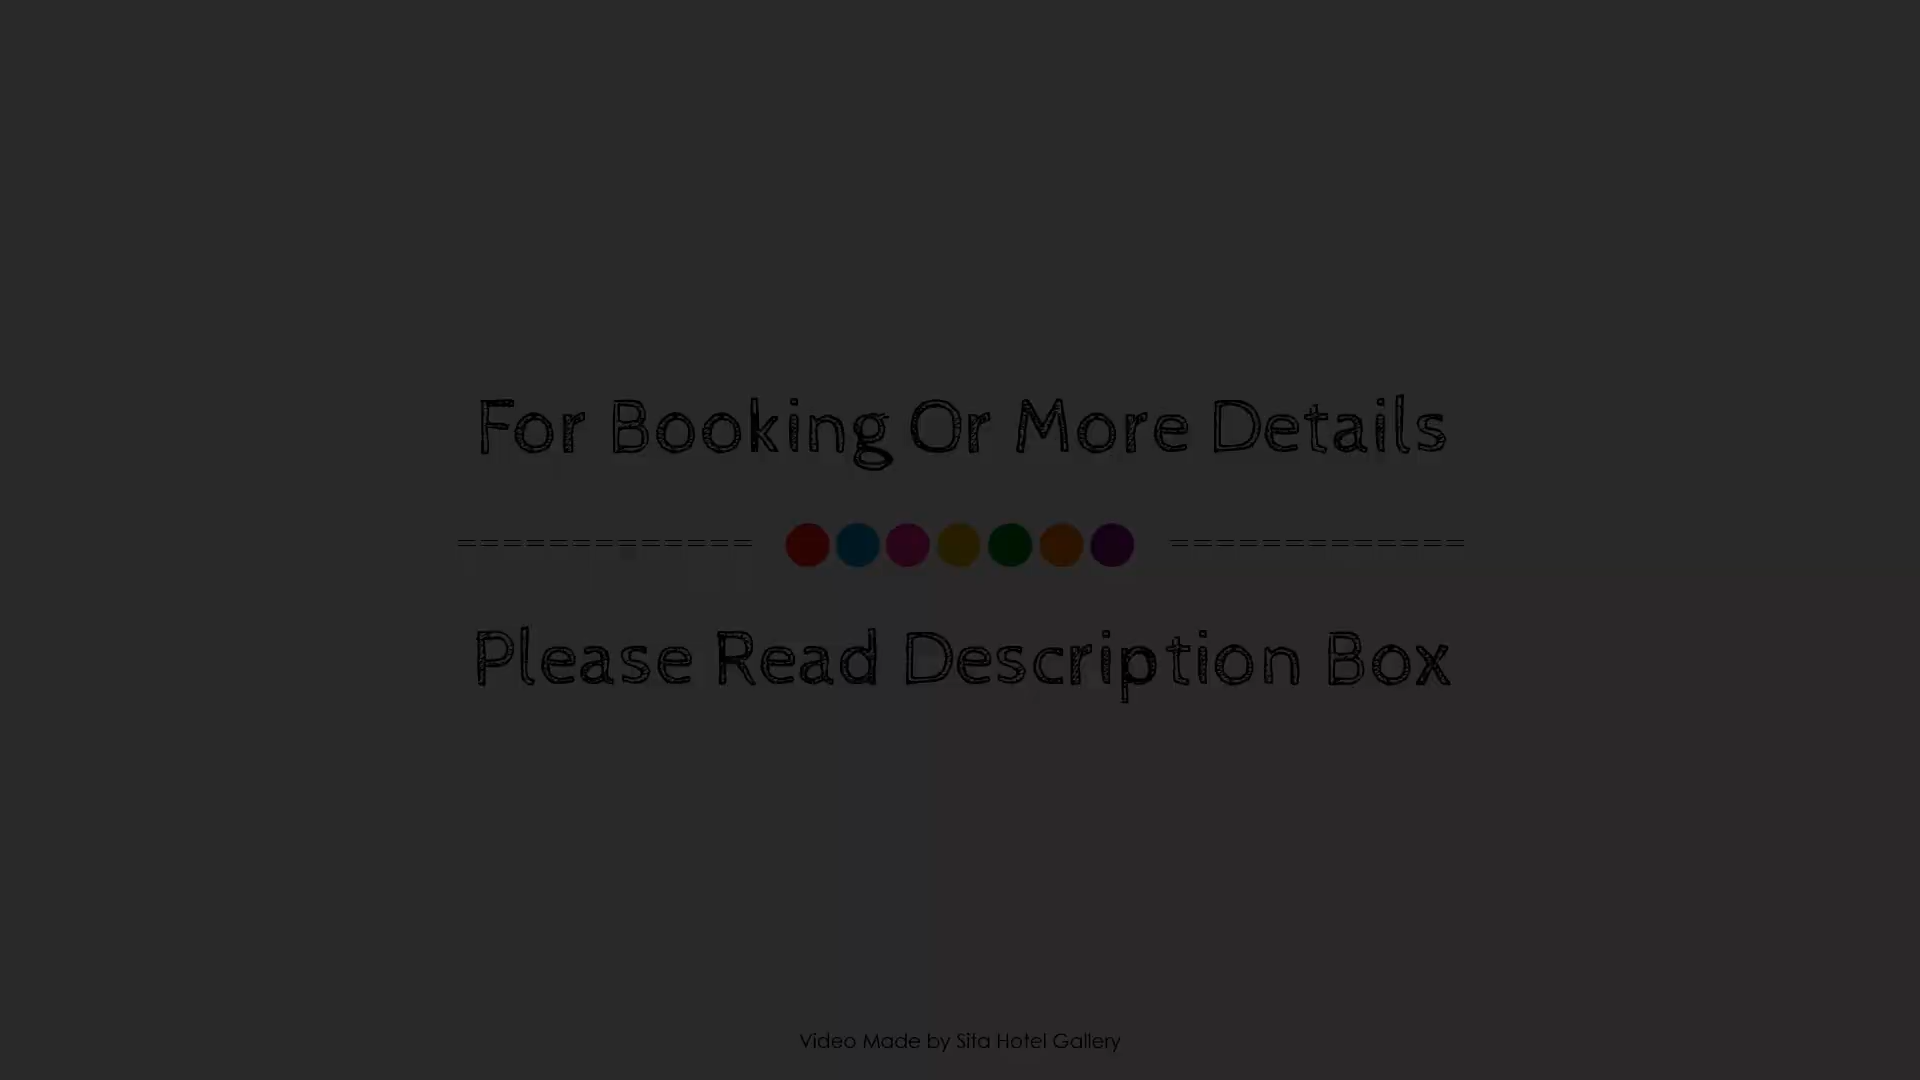 For Booking Or More Details
============= =============
Please Read Description Box
Video Made by Sita Hotel Gallery